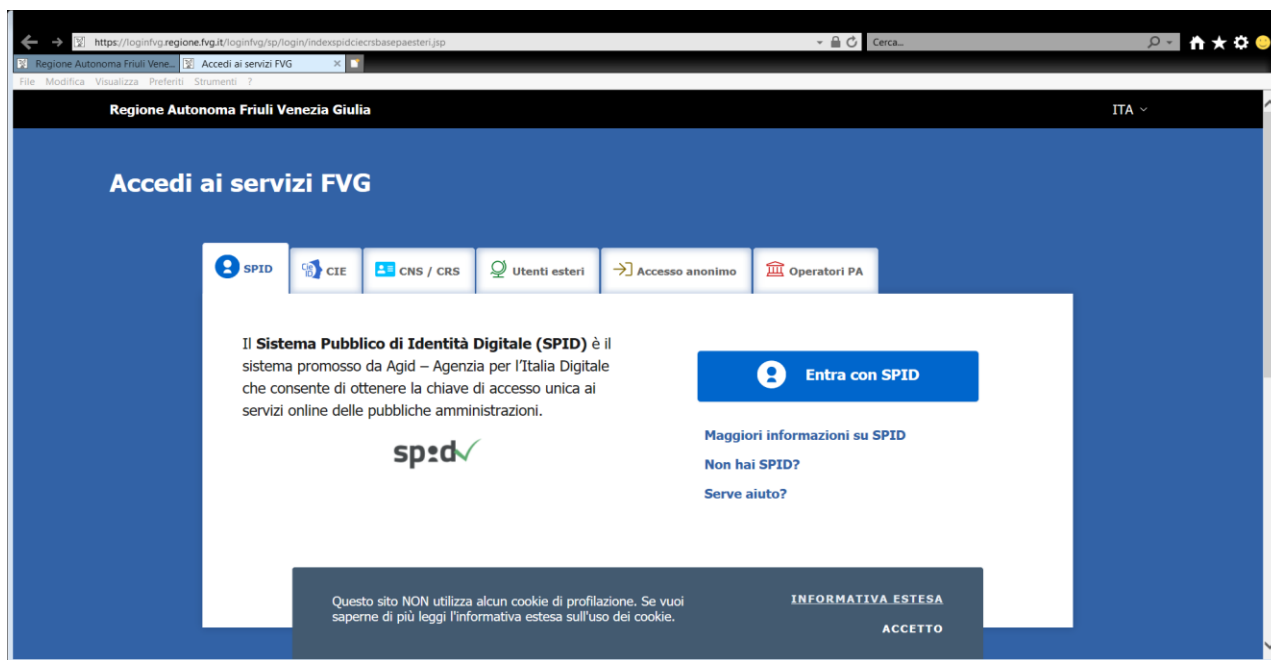 https://loginfvg.regione.fvg.it/loginfvg/sp/login/indexspidciecrsbasepaesteri.jsp
Cerca...
Regione Autonoma Friuli Vene...
Accedi ai servizi FVG
File Modifica Visualizza Preferiti Strumenti ?
Regione Autonoma Friuli Venezia Giulia
ITA
Accedi ai servizi FVG
SPID
CIE
CNS / CRS
Utenti esteri
Accesso anonimo
Operatori PA
Il Sistema Pubblico di Identità Digitale (SPID) è il
sistema promosso da Agid – Agenzia per l'Italia Digitale
che consente di ottenere la chiave di accesso unica ai
servizi online delle pubbliche amministrazioni.
spid
Entra con SPID
Maggiori informazioni su SPID
Non hai SPID?
Serve aiuto?
Questo sito NON utilizza alcun cookie di profilazione. Se vuoi
saperne di più leggi l'informativa estesa sull'uso dei cookie.
INFORMATIVA ESTESA
ACCETTO